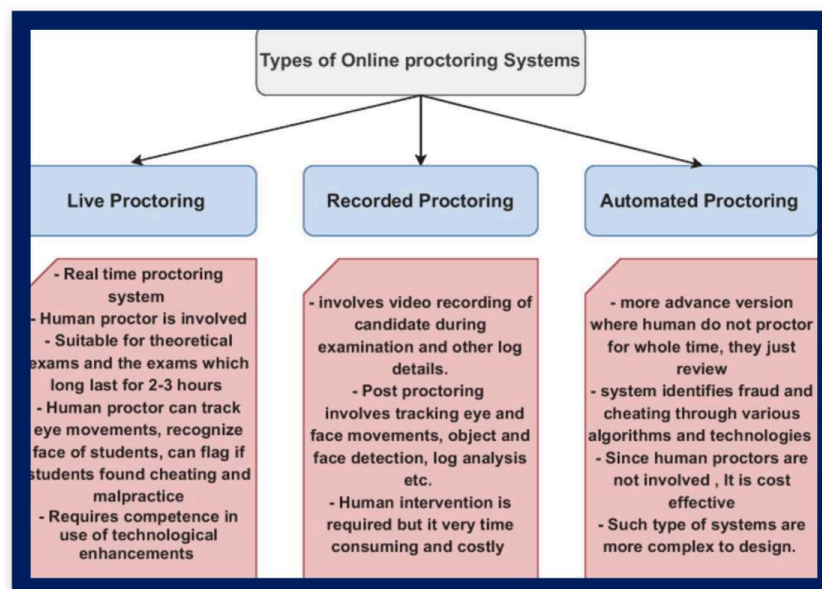 Types of Online proctoring Systems
Live Proctoring
Recorded Proctoring
Automated Proctoring
- Real time proctoring
system
- Human proctor is involved
- Suitable for theoretical
exams and the exams which
long last for 2-3 hours
- Human proctor can track
eye movements, recognize
face of students, can flag if
students found cheating and
malpractice
- Requires competence in
use of technological
enhancements
- involves video recording of
candidate during
examination and other log
details.
- Post proctoring
involves tracking eye and
face movements, object and
face detection, log analysis
etc.
- Human intervention is
required but it very time
consuming and costly
- more advance version
where human do not proctor
for whole time, they just
review
- system identifies fraud and
cheating through various
algorithms and technologies
- Since human proctors are
not involved , It is cost
effective
- Such type of systems are
more complex to design.